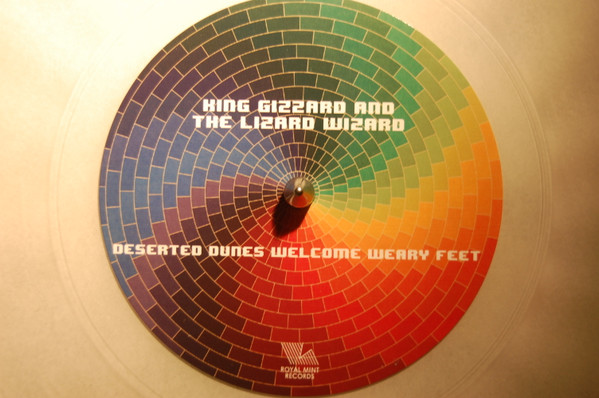 KING GIZZARD AND
THE LIZARD WIZARD
DESERTED DUNES WELCOME WEARY FEET
ROYAL MINT
RECORDS